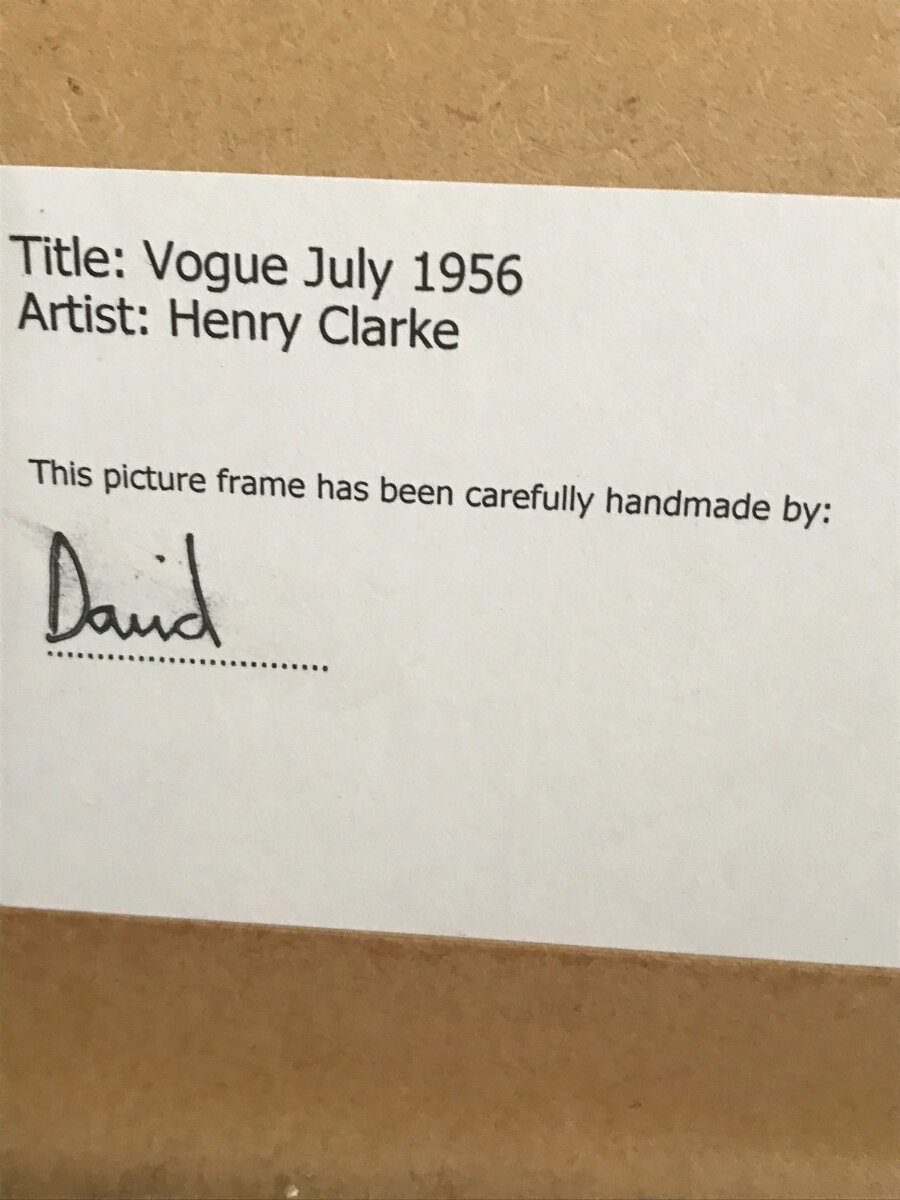 Title: Vogue July 1956
Artist: Henry Clarke
This picture frame has been carefully handmade by:
David